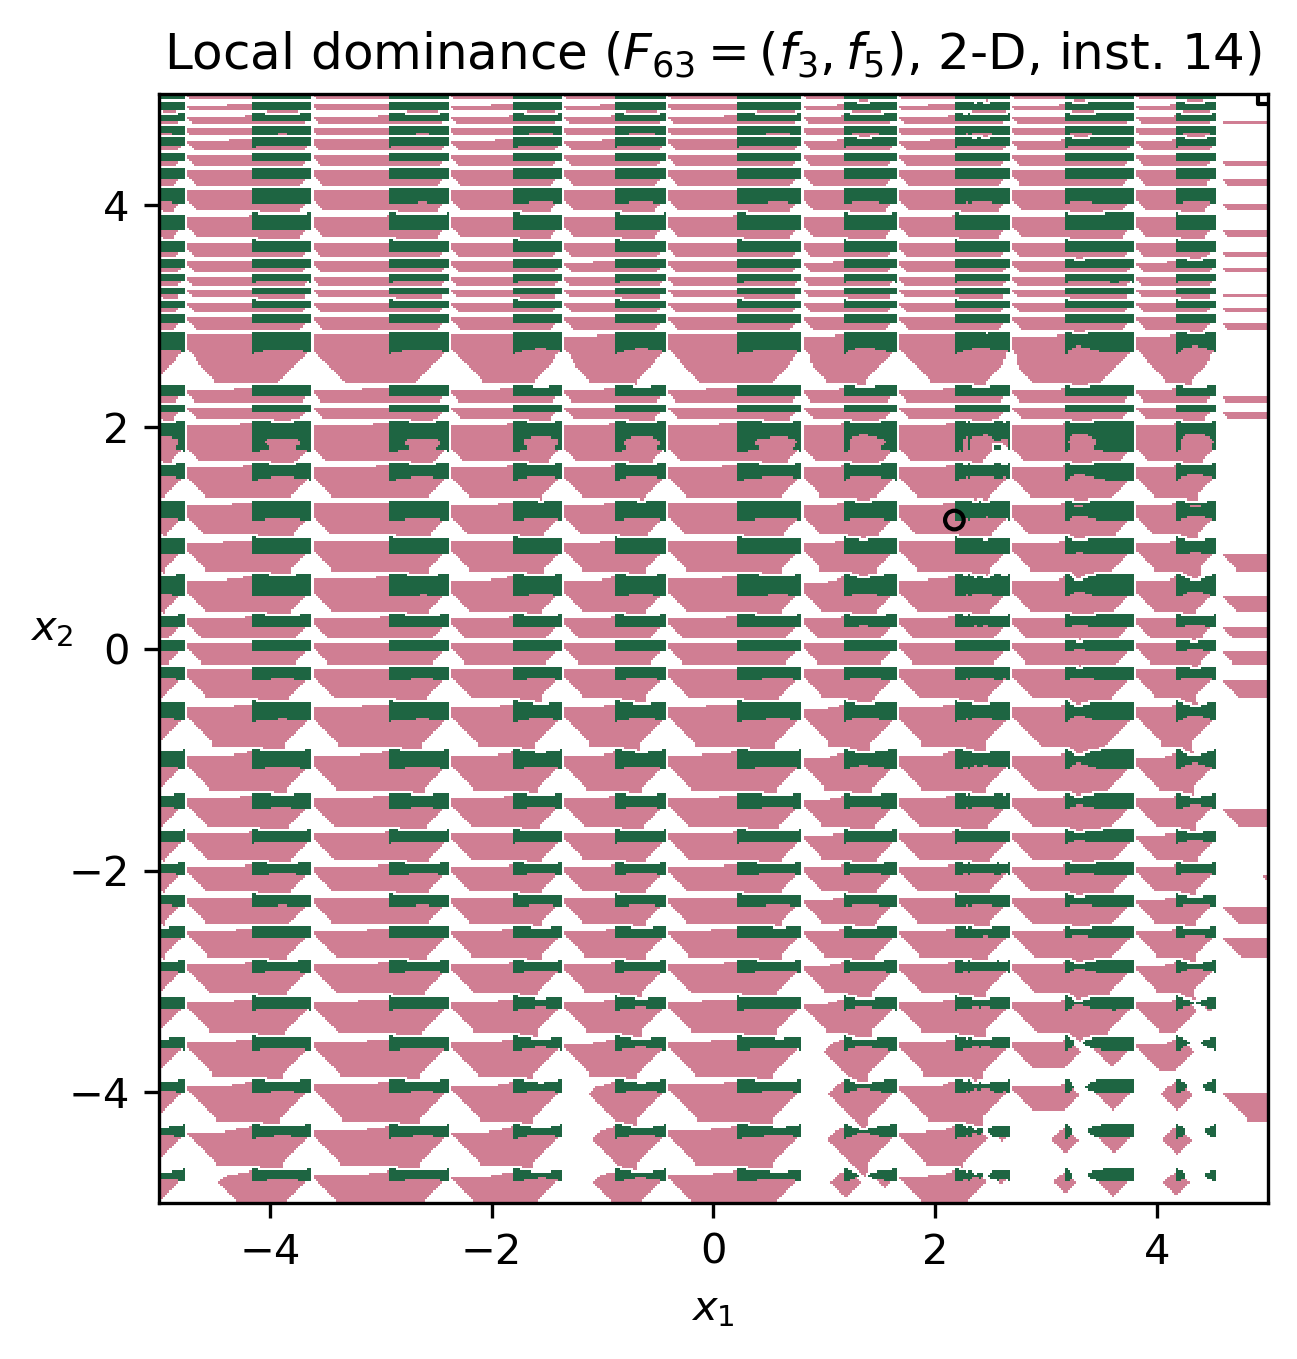 Local dominance (F₆₃ = (f₃, f₅), 2-D, inst. 14)
4
2
x₂
0
−2
−4
−4 −2 0 2 4
x₁